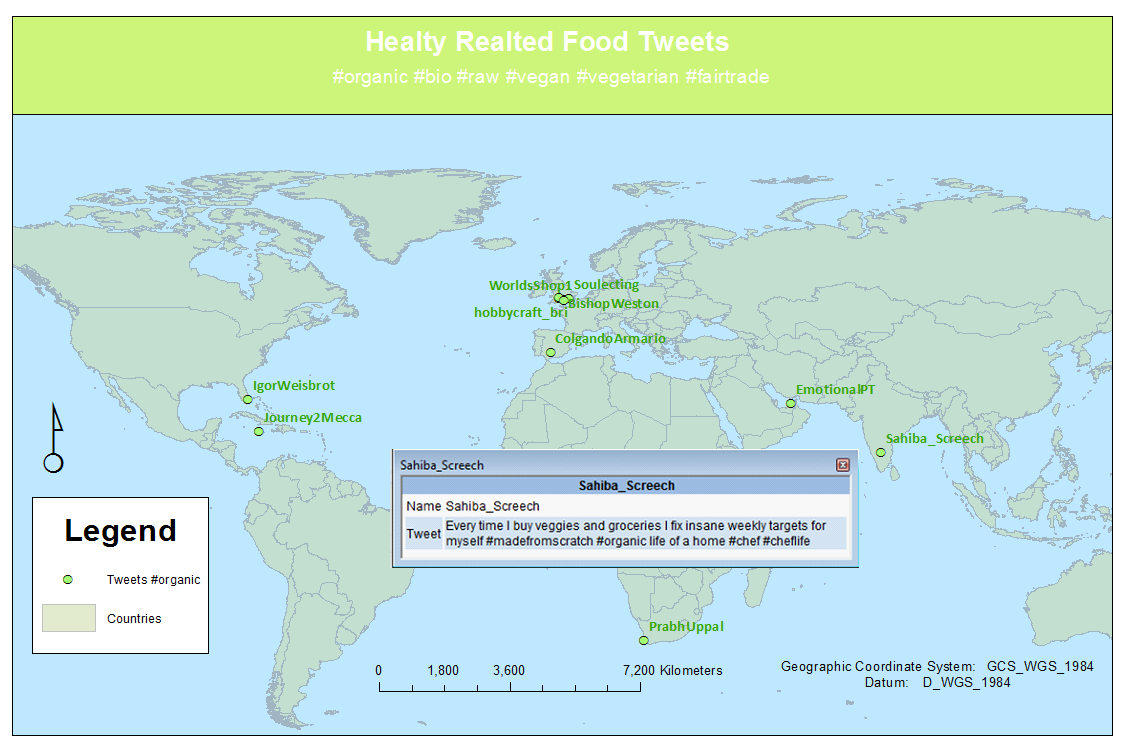 Healty Realted Food Tweets
#organic #bio #raw #vegan #vegetarian #fairtrade
WorldsShop1 Soulecting
BishopWeston
hobbycraft_bri
ColgandoArmario
IgorWeisbrot
EmotionalPT
Journey2Mecca
Sahiba_Screech
Sahiba_Screech
Sahiba_Screech
Name Sahiba_Screech
Tweet Every time I buy veggies and groceries I fix insane weekly targets for
myself #madefromscratch #organic life of a home #chef #cheflife
Legend
Tweets #organic
Countries
PrabhUppal
0 1,800 3,600 7,200 Kilometers
Geographic Coordinate System: GCS_WGS_1984
Datum: D_WGS_1984